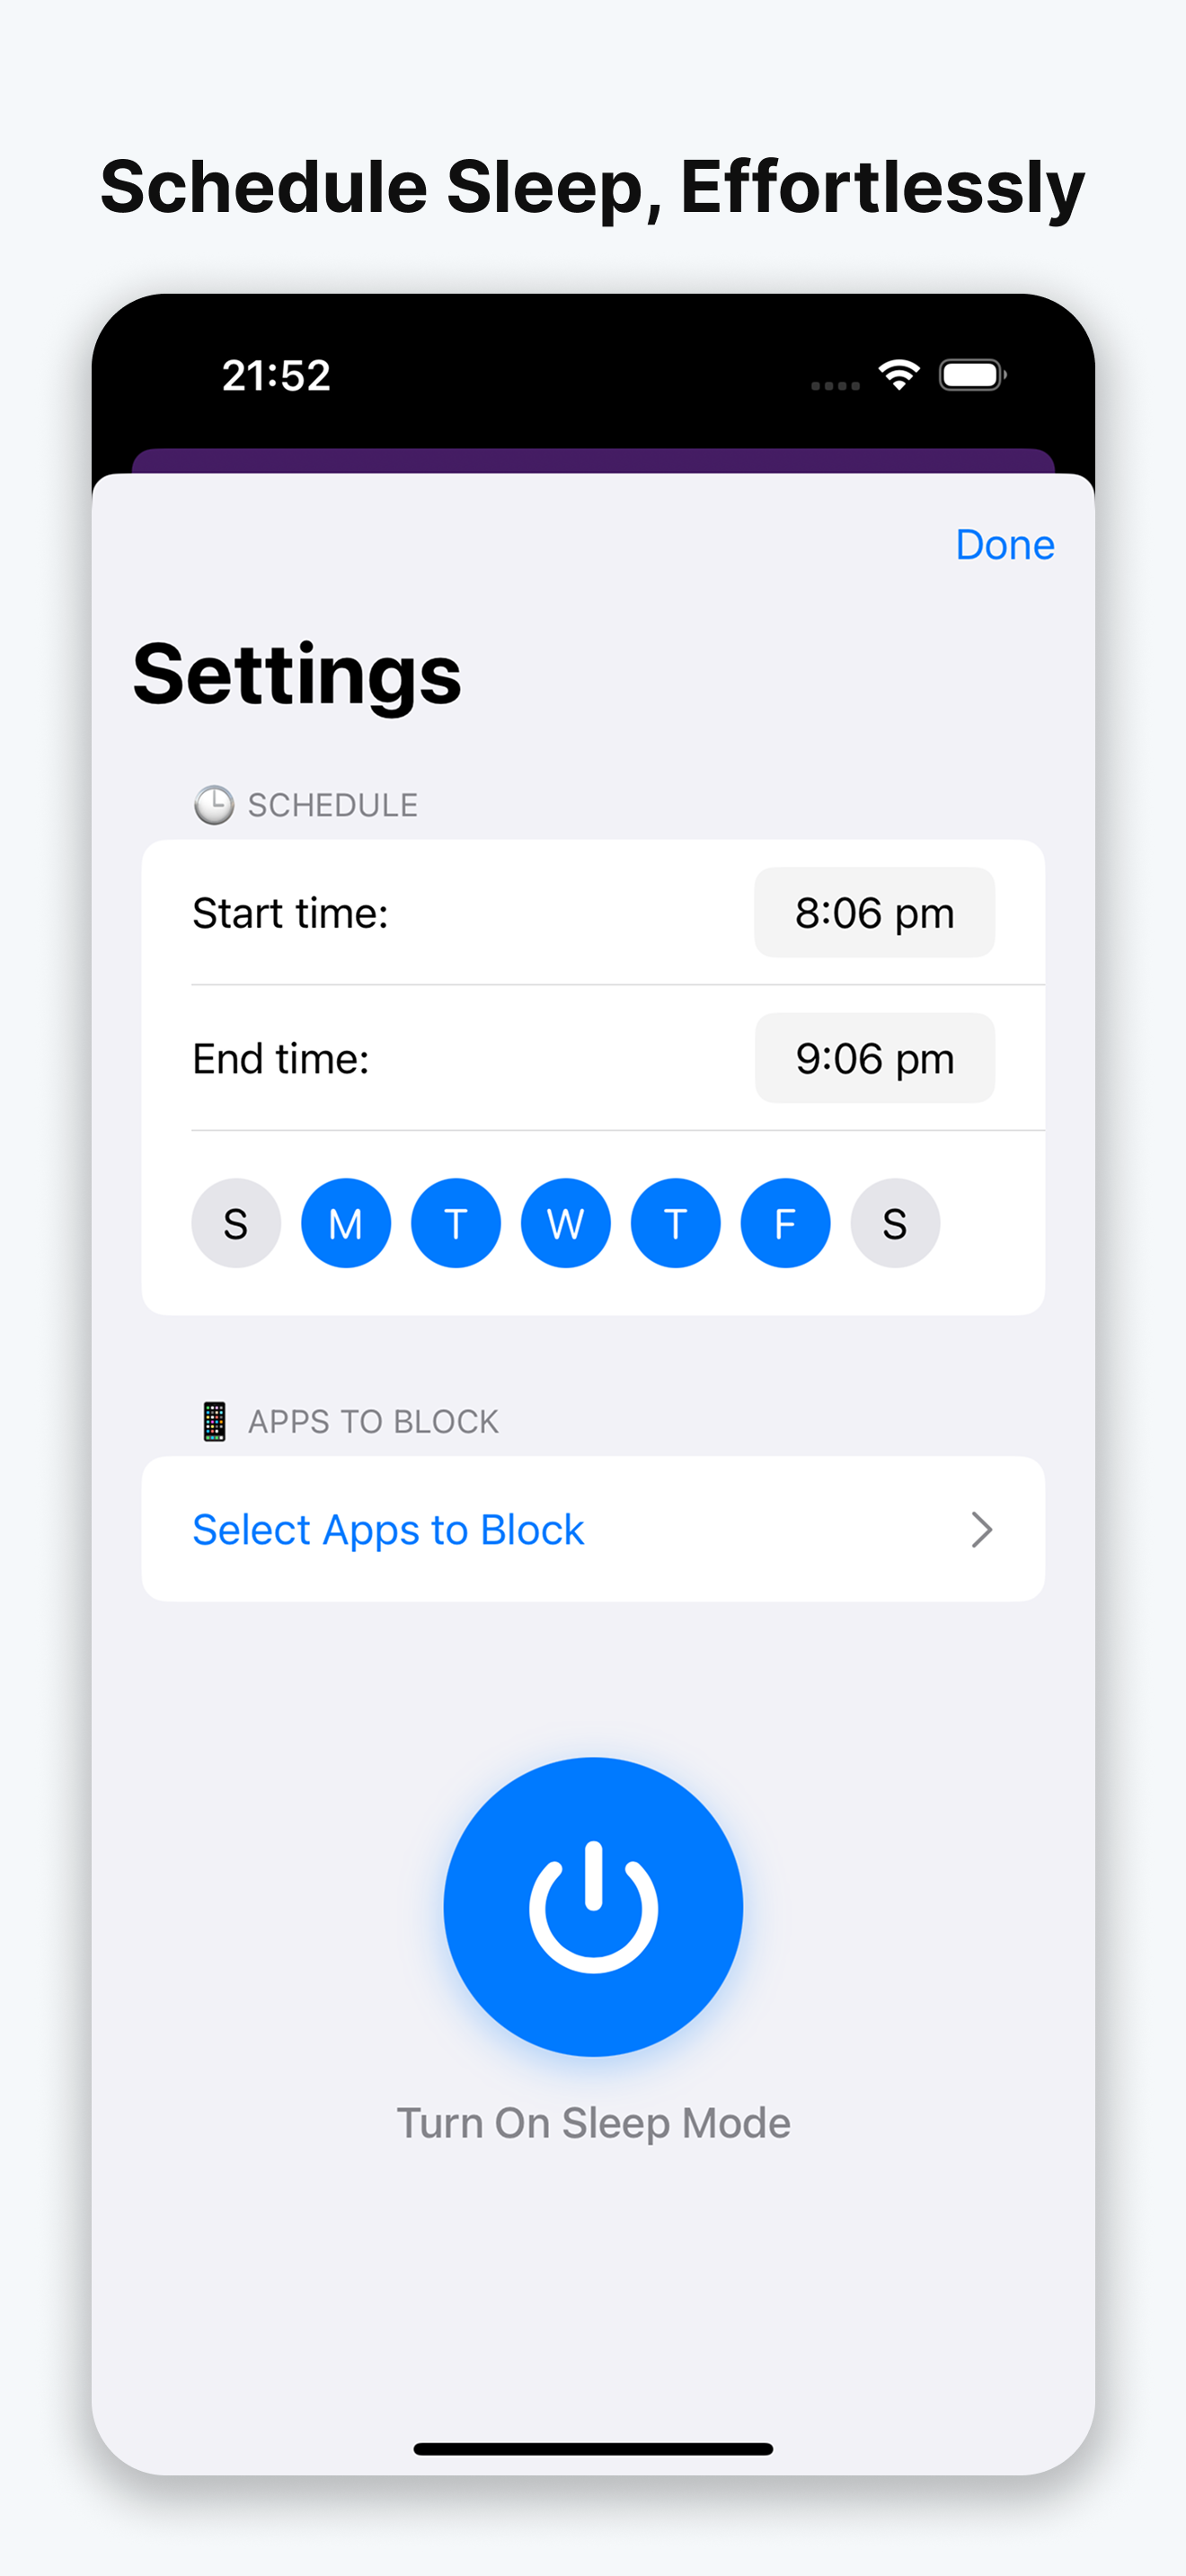 Schedule Sleep, Effortlessly
21:52
Done
Settings
SCHEDULE
Start time: 8:06 pm
End time: 9:06 pm
S M T W T F S
APPS TO BLOCK
Select Apps to Block
Turn On Sleep Mode